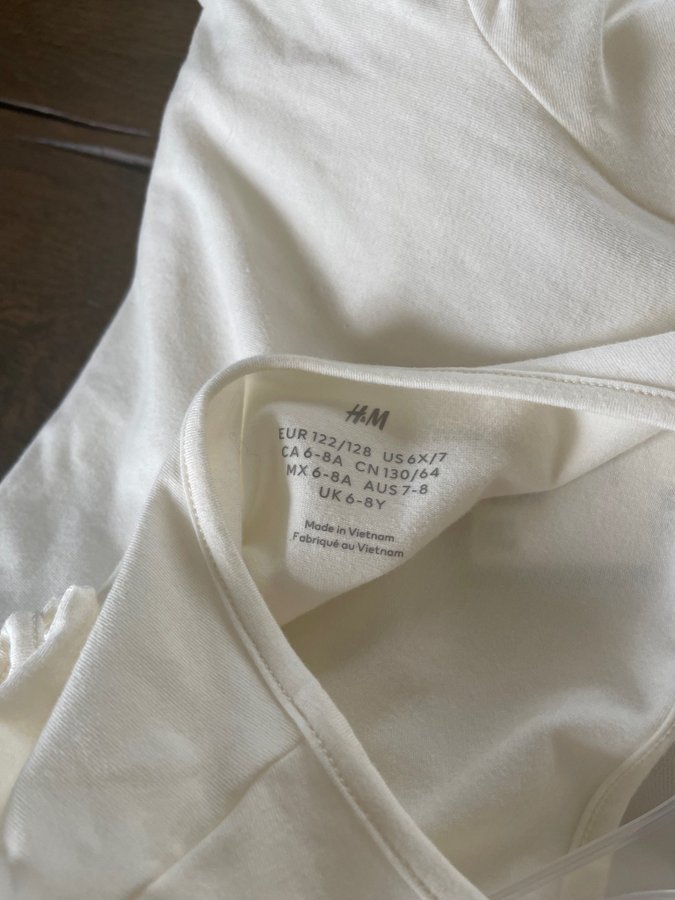 H&M
EUR 122/128 US 6X/7
CA 6-8A CN 130/64
MX 6-8A AUS 7-8
UK 6-8Y
Made in Vietnam
Fabriqué au Vietnam